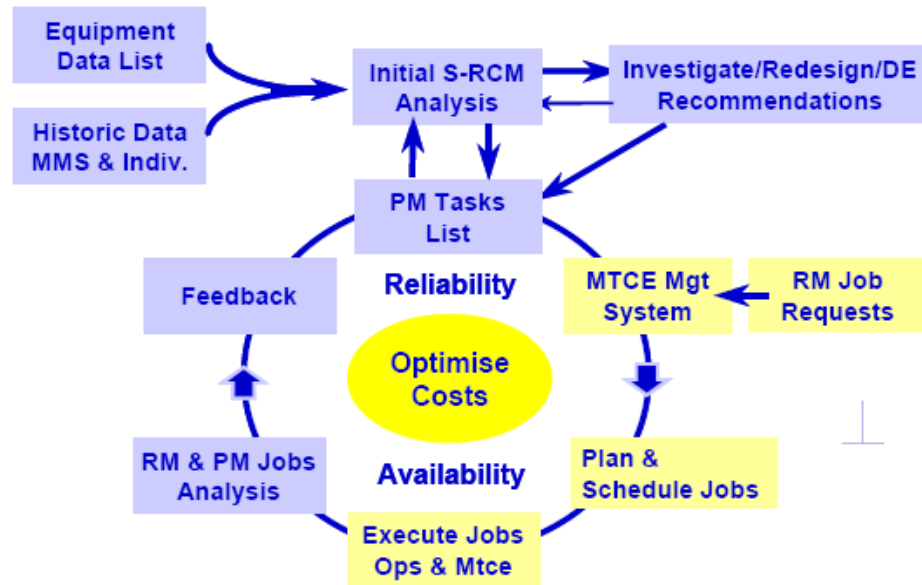 Equipment
Data List
Initial S-RCM
Analysis
Investigate/Redesign/DE
Recommendations
Historic Data
MMS & Indiv.
PM Tasks
List
Feedback
Reliability
MTCE Mgt
System
RM Job
Requests
Optimise
Costs
RM & PM Jobs
Analysis
Availability
Plan &
Schedule Jobs
Execute Jobs
Ops & Mtce